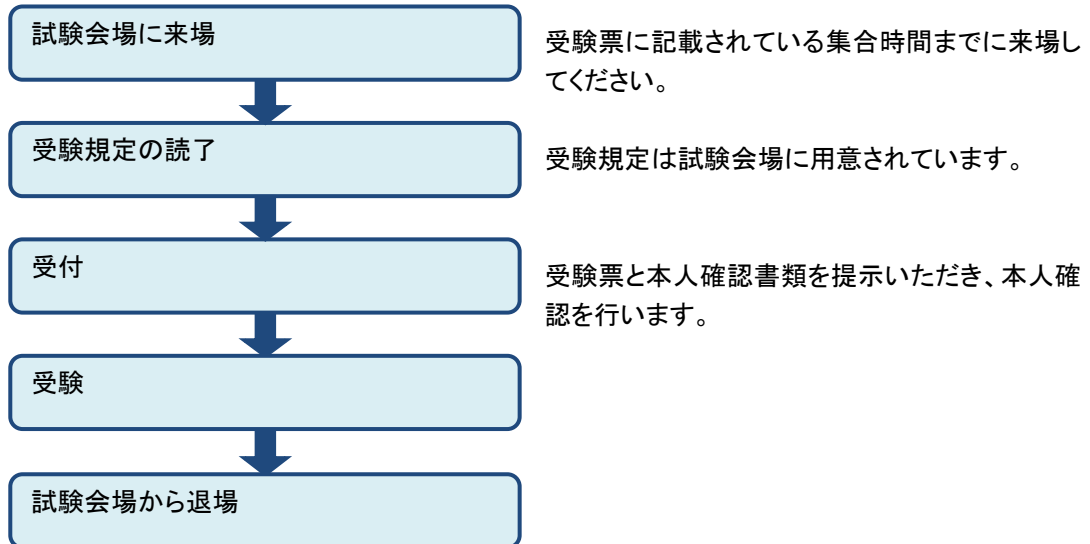 試験会場に来場
受験票に記載されている集合時間までに来場し
てください。
受験規定の読了
受験規定は試験会場に用意されています。
受付
受験票と本人確認書類を提示いただき、本人確
認を行います。
受験
試験会場から退場